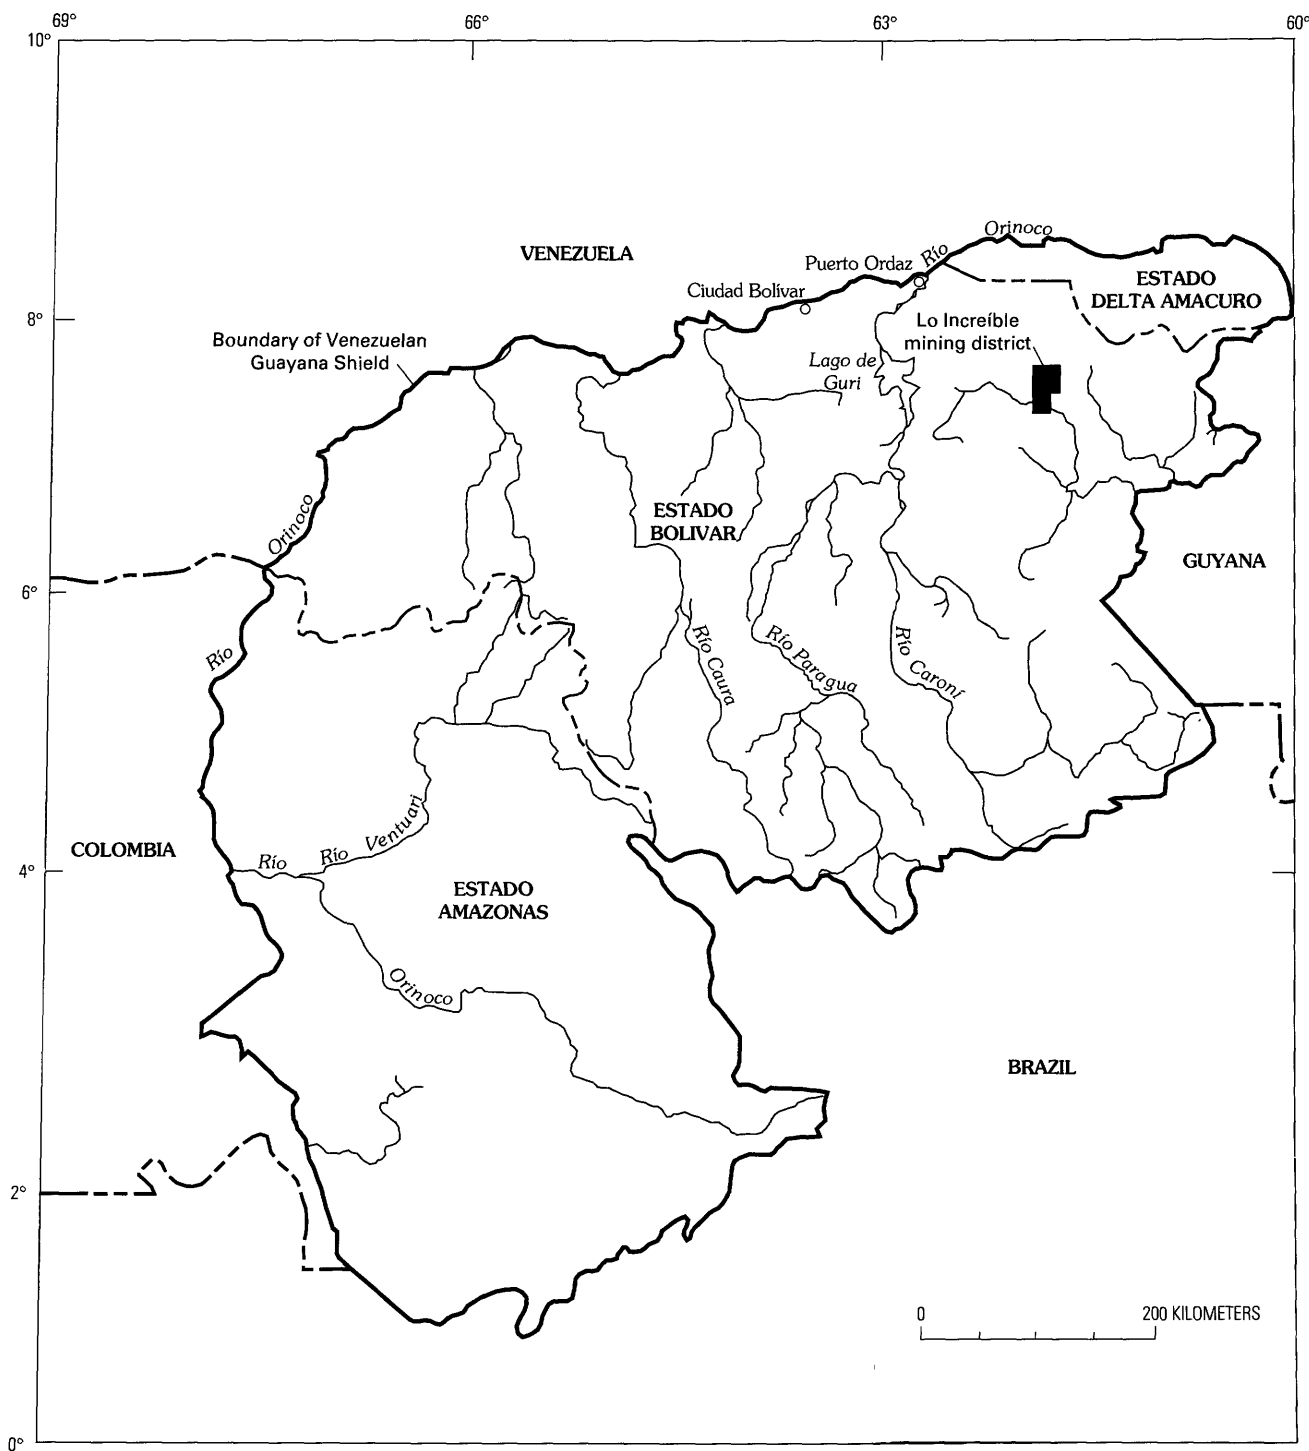 69°
66°
63°
60°
10°
Orinoco
Río
VENEZUELA
Puerto Ordaz
ESTADO
DELTA AMACURO
Ciudad Bolívar
8°
Lo Increíble
mining district
Boundary of Venezuelan
Guayana Shield
Lago de
Guri
Orinoco
ESTADO
BOLIVAR
GUYANA
6°
Río
Río Caura
Río Paragua
Río Caroní
COLOMBIA
Río
Río
Ventuari
4°
ESTADO
AMAZONAS
Orinoco
BRAZIL
2°
0
200 KILOMETERS
0°